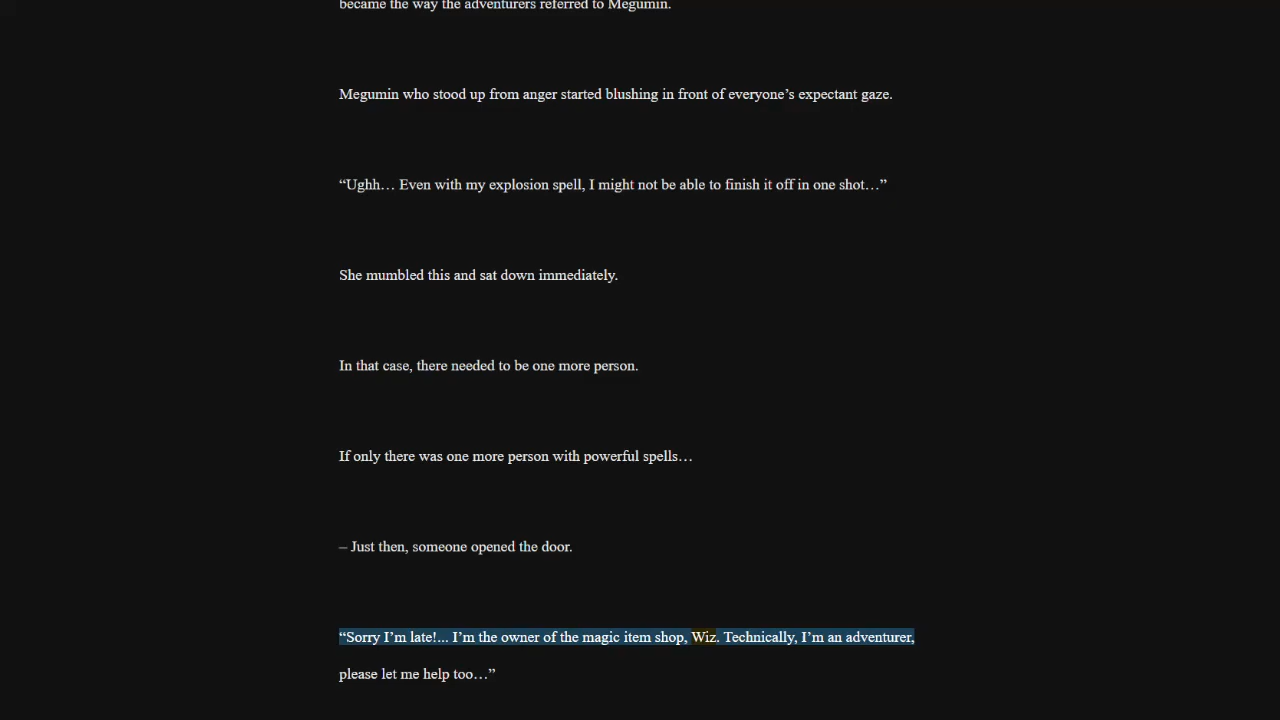 became the way the adventurers referred to Megumin.
Megumin who stood up from anger started blushing in front of everyone’s expectant gaze.
“Ughh… Even with my explosion spell, I might not be able to finish it off in one shot…”
She mumbled this and sat down immediately.
In that case, there needed to be one more person.
If only there was one more person with powerful spells…
– Just then, someone opened the door.
“Sorry I’m late!... I’m the owner of the magic item shop, Wiz. Technically, I’m an adventurer,
please let me help too…”